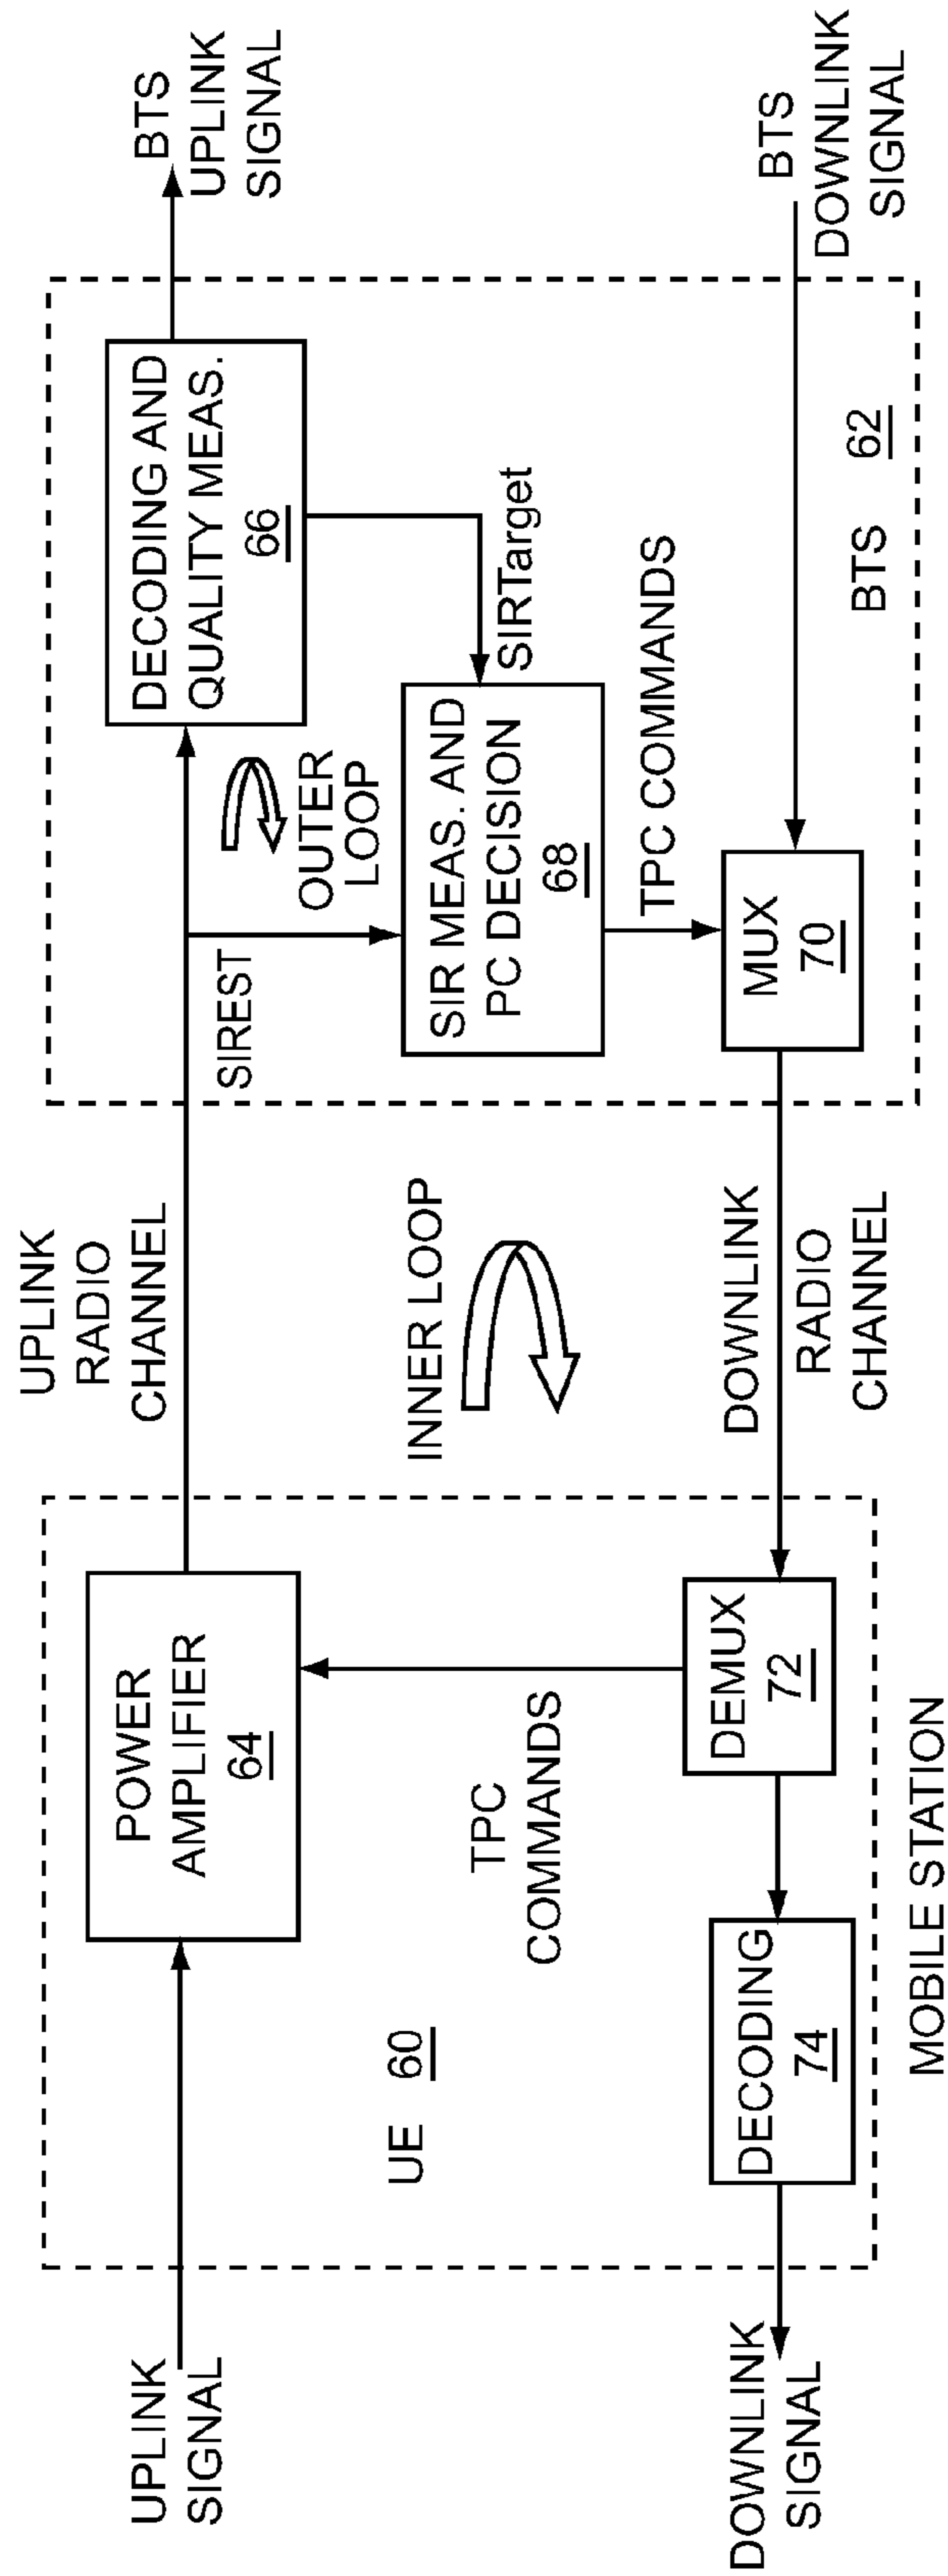 UPLINK
SIGNAL
POWER
AMPLIFIER
64
UPLINK
RADIO
CHANNEL
SIREST
DECODING AND
QUALITY MEAS.
66
BTS
UPLINK
SIGNAL
OUTER
LOOP
SIRTarget
SIR MEAS. AND
PC DECISION
68
INNER LOOP
UE 60
TPC
COMMANDS
TPC COMMANDS
DOWNLINK
SIGNAL
DECODING
74
DEMUX
72
DOWNLINK
RADIO
CHANNEL
MUX
70
BTS 62
BTS
DOWNLINK
SIGNAL
MOBILE STATION